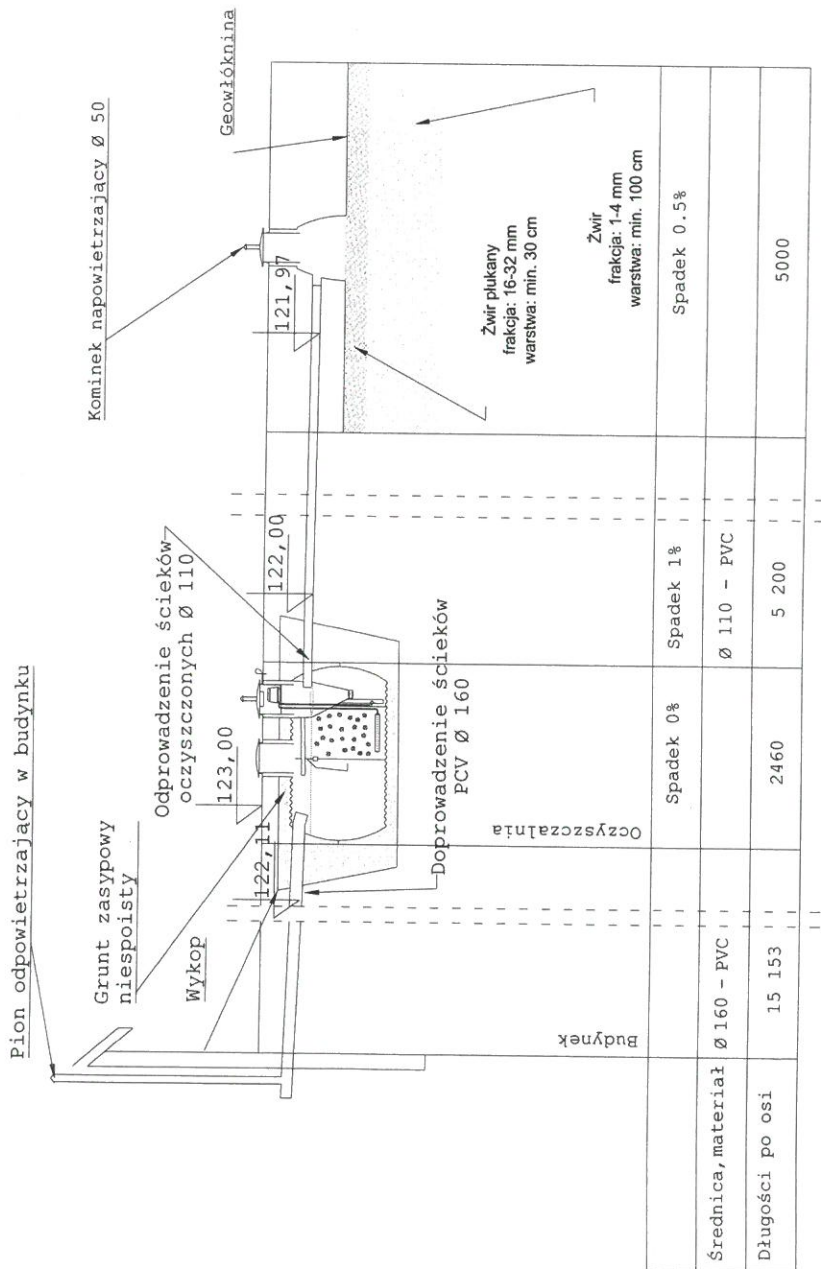 Pion odpowietrzający w budynku
Kominek napowietrzający Ø 50
Geowłóknina
Grunt zasypowy
niespoisty
Wykop
Odprowadzenie ścieków
oczyszczonych Ø 110
123,00
122,11
122,00
121,97
Doprowadzenie ścieków
PCV Ø 160
Żwir płukany
frakcja: 16-32 mm
warstwa: min. 30 cm
Żwir
frakcja: 1-4 mm
warstwa: min. 100 cm
Budynek
Oczyszczalnia
Spadek 0%
Spadek 1%
Spadek 0.5%
Średnica,materiał
Ø 160 - PVC
Ø 110 - PVC
Długości po osi
15 153
2460
5 200
5000